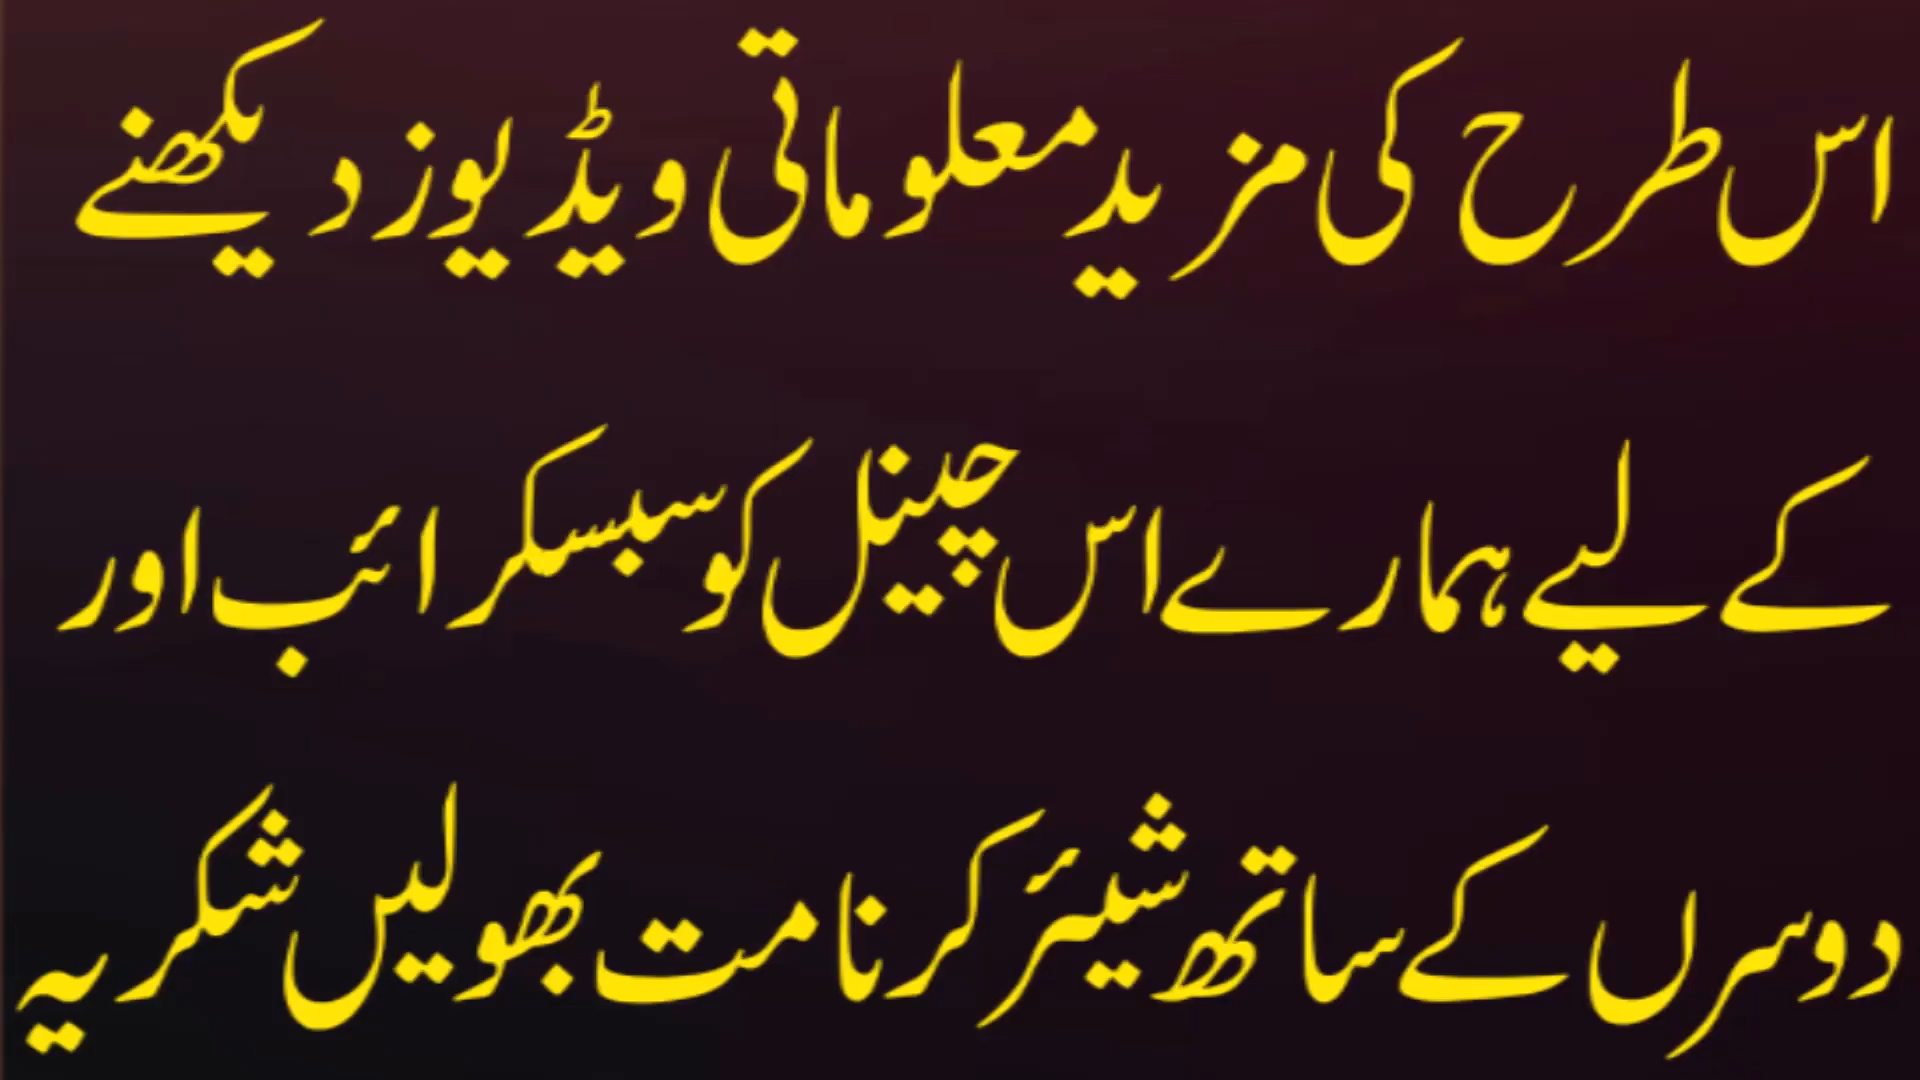 اس طرح کی مزید معلوماتی ویڈیوز دیکھنے
کے لیے ہمارے اس چینل کو سبسکرائب اور
دوسرں کے ساتھ شیئر کرنا مت بھولیں شکریہ